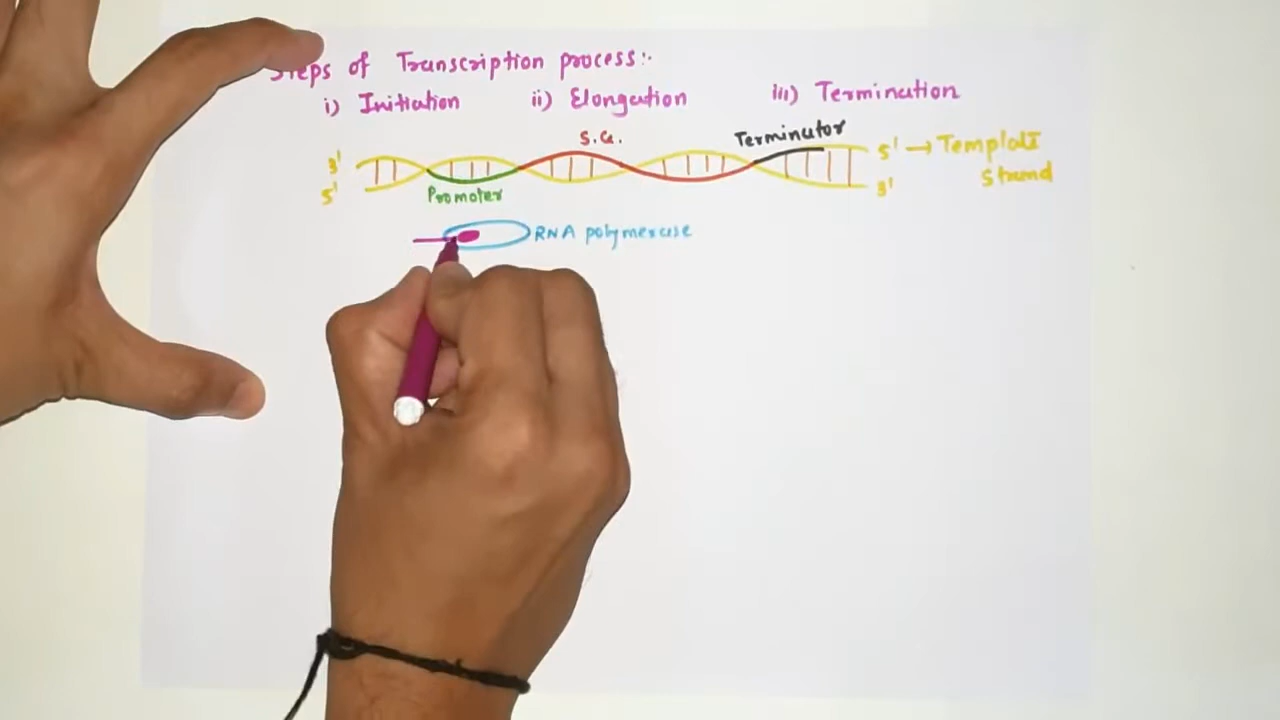 Steps of Transcription process:-
i) Initiation ii) Elongation iii) Termination
S.G. Terminator
3' 5' → Template
5' Strand
3'
Promoter
RNA polymerase